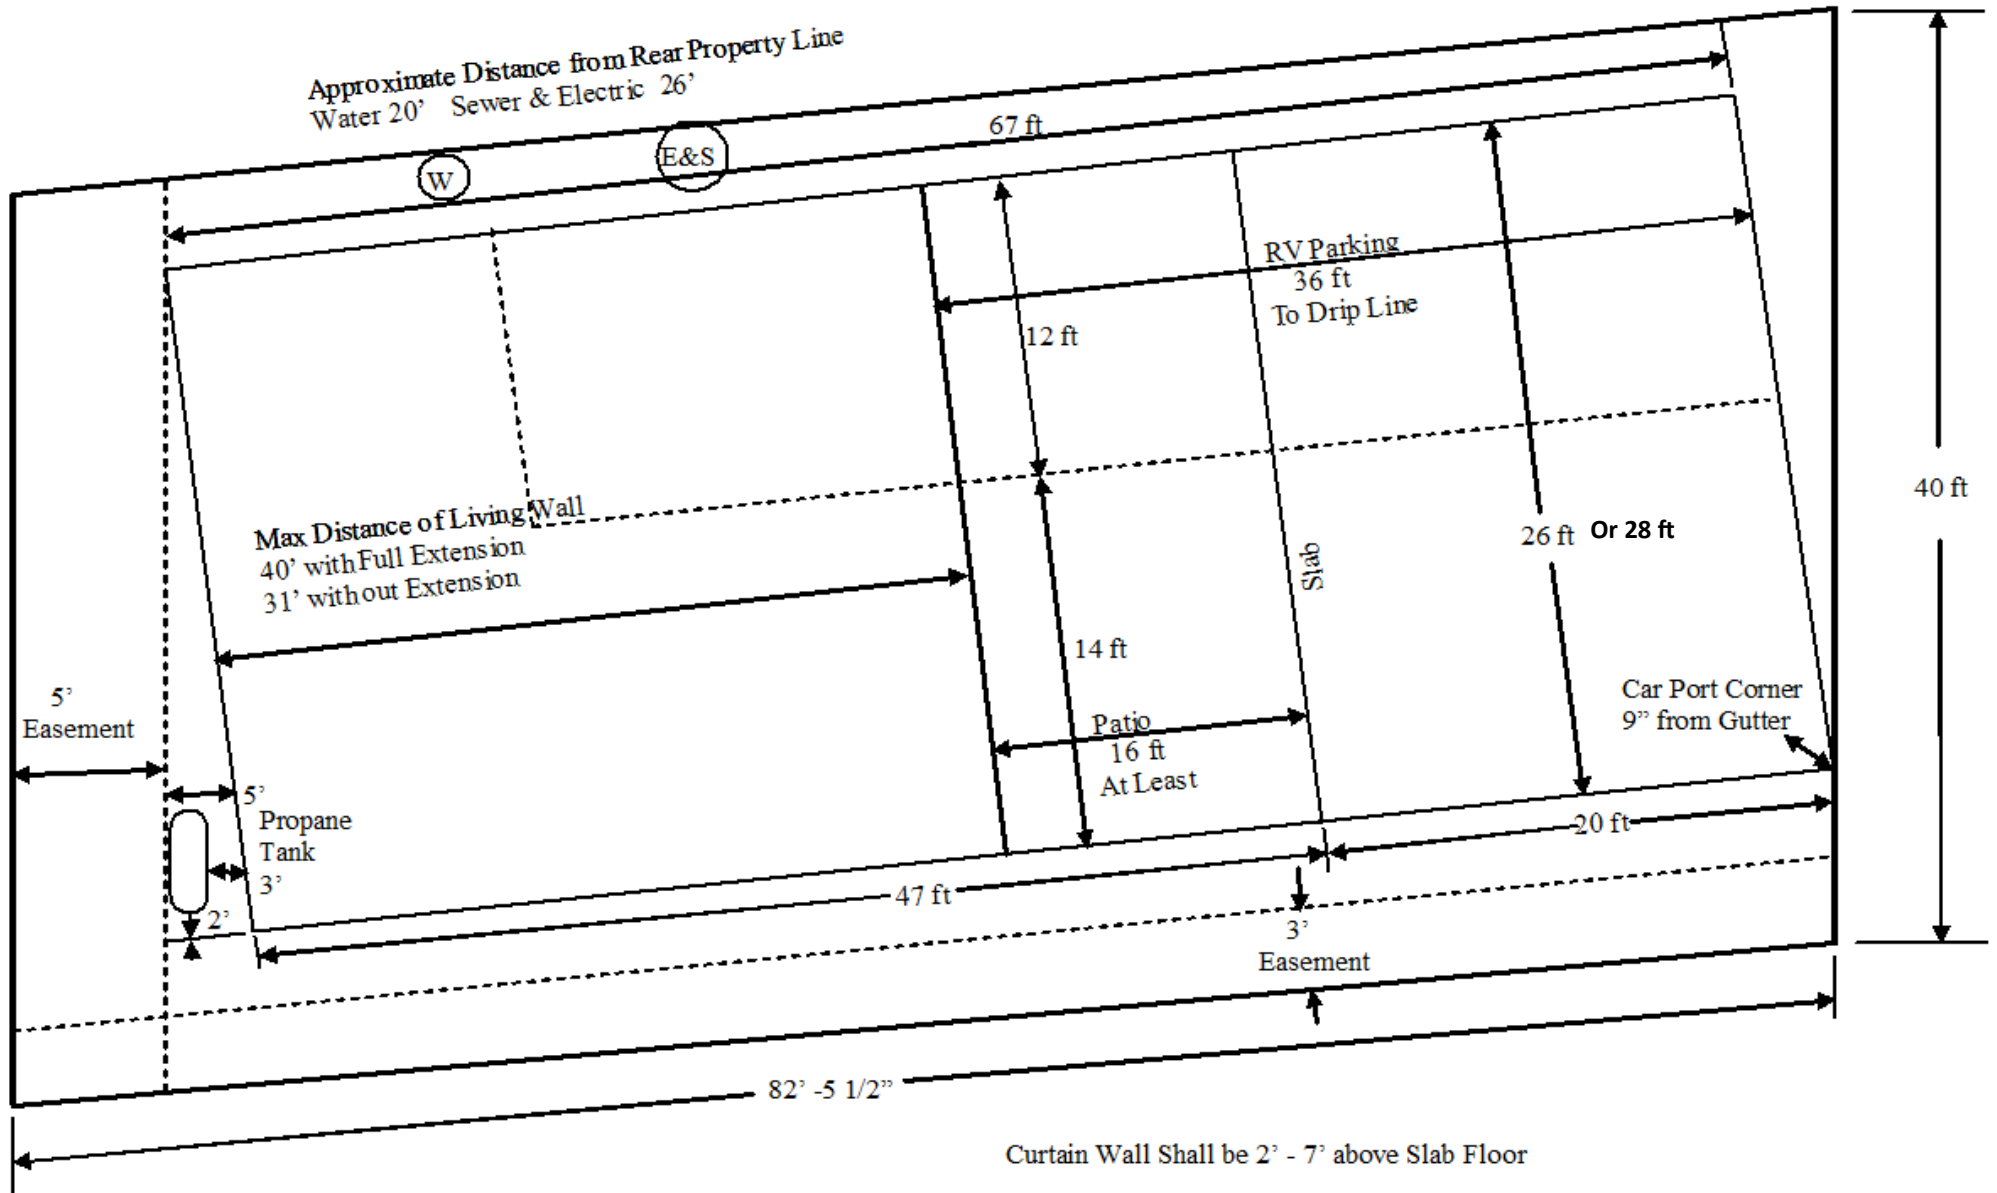 Approximate Distance from Rear Property Line
Water 20’ Sewer & Electric 26’
W
E&S
67 ft
RV Parking
36 ft
To Drip Line
12 ft
Max Distance of Living Wall
40’ with Full Extension
31’ without Extension
Slab
26 ft Or 28 ft
40 ft
14 ft
5’
Easement
Patio
16 ft
At Least
Car Port Corner
9” from Gutter
5’
Propane
Tank
3’
2’
20 ft
47 ft
3’
Easement
82’ -5 1/2”
Curtain Wall Shall be 2’ - 7’ above Slab Floor